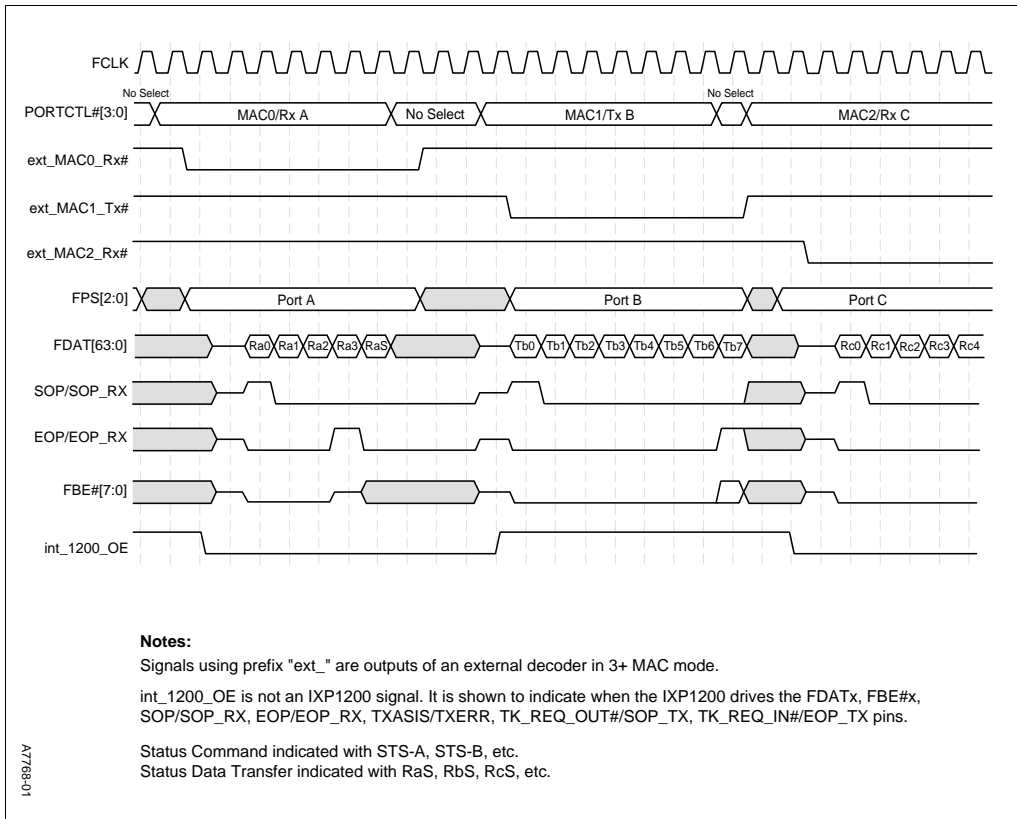 FCLK
No Select
No Select
PORTCTL#[3:0]
MAC0/Rx A
No Select
MAC1/Tx B
MAC2/Rx C
ext_MAC0_Rx#
ext_MAC1_Tx#
ext_MAC2_Rx#
FPS[2:0]
Port A
Port B
Port C
FDAT[63:0]
Ra0
Ra1
Ra2
Ra3
RaS
Tb0
Tb1
Tb2
Tb3
Tb4
Tb5
Tb6
Tb7
Rc0
Rc1
Rc2
Rc3
Rc4
SOP/SOP_RX
EOP/EOP_RX
FBE#[7:0]
int_1200_OE
Notes:
Signals using prefix "ext_" are outputs of an external decoder in 3+ MAC mode.
int_1200_OE is not an IXP1200 signal. It is shown to indicate when the IXP1200 drives the FDATx, FBE#x,
SOP/SOP_RX, EOP/EOP_RX, TXASIS/TXERR, TK_REQ_OUT#/SOP_TX, TK_REQ_IN#/EOP_TX pins.
Status Command indicated with STS-A, STS-B, etc.
Status Data Transfer indicated with RaS, RbS, RcS, etc.
A7768-01